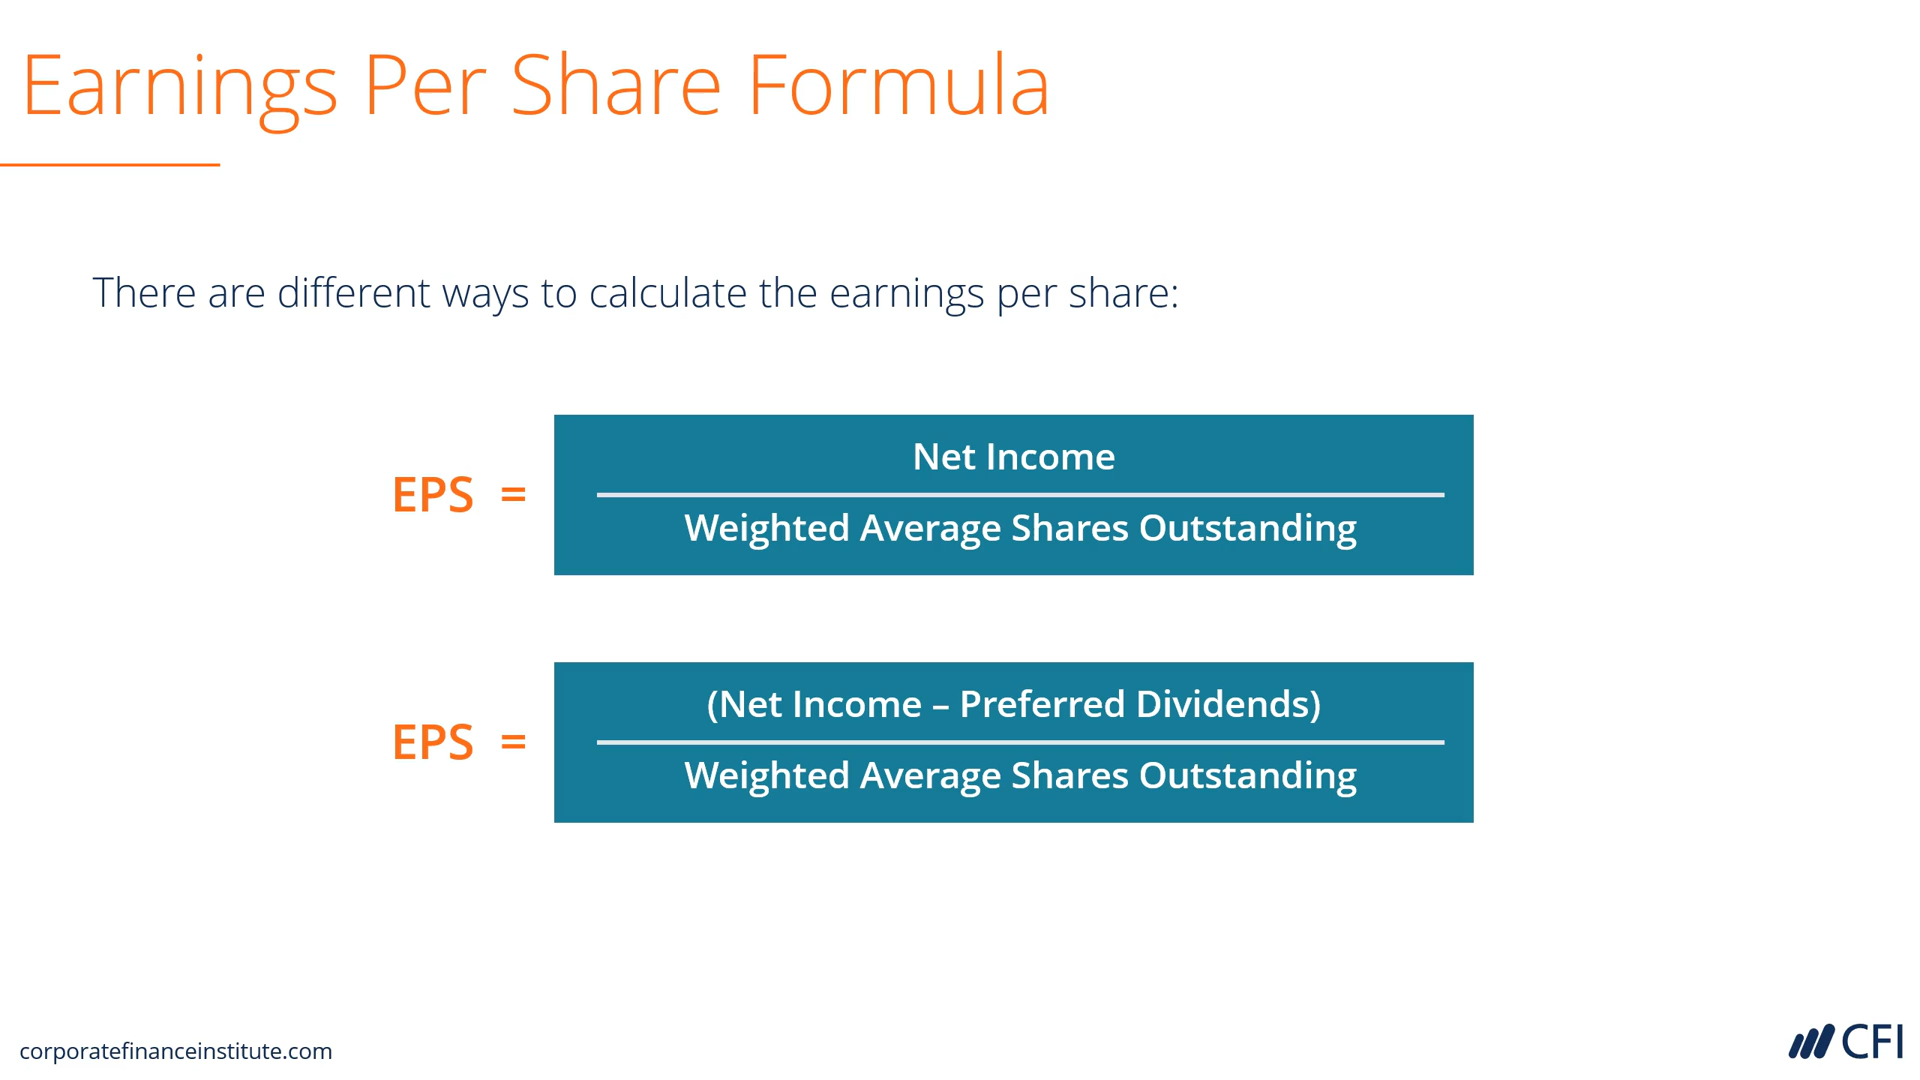 Earnings Per Share Formula
There are different ways to calculate the earnings per share:
Net Income
EPS =
Weighted Average Shares Outstanding
(Net Income – Preferred Dividends)
EPS =
Weighted Average Shares Outstanding
corporatefinanceinstitute.com
CFI